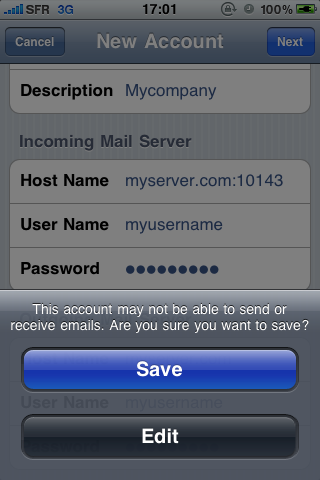 SFR 3G 17:01 100%
Cancel New Account Next
Description Mycompany
Incoming Mail Server
Host Name myserver.com:10143
User Name myusername
Password ●●●●●●●●●
This account may not be able to send or
receive emails. Are you sure you want to save?
Save
User Name myusername
Edit